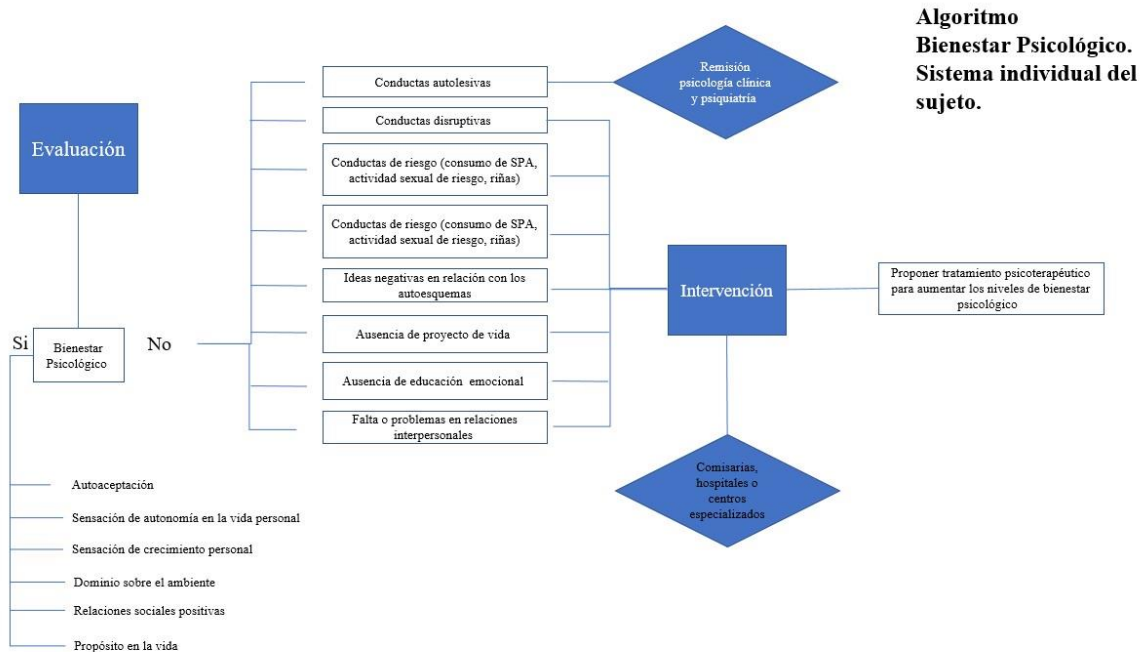 Algoritmo
Bienestar Psicológico.
Sistema individual del
sujeto.
Evaluación
Si
Bienestar
Psicológico
No
Conductas autolesivas
Remisión
psicología clínica
y psiquiatría
Conductas disruptivas
Conductas de riesgo (consumo de SPA,
actividad sexual de riesgo, riñas)
Conductas de riesgo (consumo de SPA,
actividad sexual de riesgo, riñas)
Ideas negativas en relación con los
autoesquemas
Ausencia de proyecto de vida
Ausencia de educación emocional
Falta o problemas en relaciones
interpersonales
Intervención
Proponer tratamiento psicoterapéutico
para aumentar los niveles de bienestar
psicológico
Comisarias,
hospitales o
centros
especializados
Autoaceptación
Sensación de autonomía en la vida personal
Sensación de crecimiento personal
Dominio sobre el ambiente
Relaciones sociales positivas
Propósito en la vida